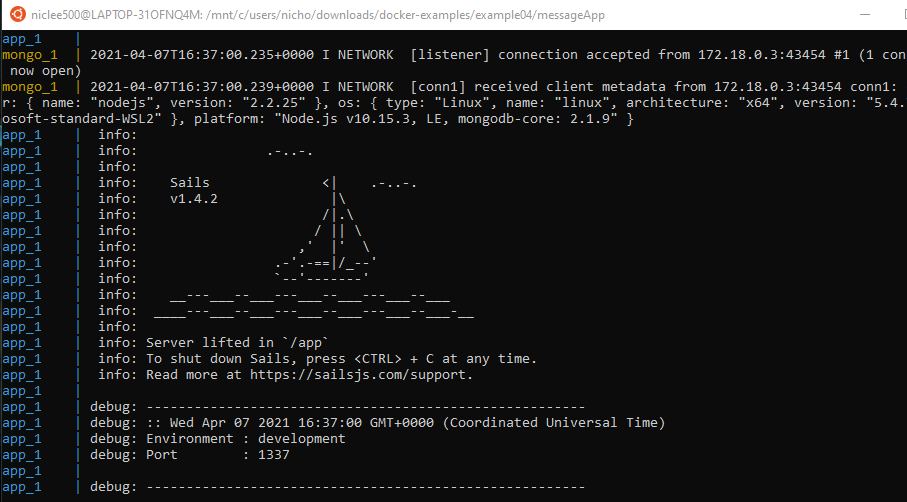 niclee500@LAPTOP-31OFNQ4M: /mnt/c/users/nicho/downloads/docker-examples/example04/messageApp
app_1     |
mongo_1  | 2021-04-07T16:37:00.235+0000 I NETWORK  [listener] connection accepted from 172.18.0.3:43454 #1 (1 con
 now open)
mongo_1  | 2021-04-07T16:37:00.239+0000 I NETWORK  [conn1] received client metadata from 172.18.0.3:43454 conn1:
r: { name: "nodejs", version: "2.2.25" }, os: { type: "Linux", name: "linux", architecture: "x64", version: "5.4.
osoft-standard-WSL2" }, platform: "Node.js v10.15.3, LE, mongodb-core: 2.1.9" }
app_1    |  info:
app_1    |  info:                .-..-.
app_1    |  info:
app_1    |  info:    Sails              <|    .-..-.
app_1    |  info:    v1.4.2              |\
app_1    |  info:                       /|.\
app_1    |  info:                      / || \
app_1    |  info:                    ,'  |'  \
app_1    |  info:                 .-'.-==|/_--'
app_1    |  info:                 `--'-------'
app_1    |  info:    __---___--___---___--___---___--___
app_1    |  info:  ____---___--___---___--___---___--___-__
app_1    |  info:
app_1    |  info: Server lifted in `/app`
app_1    |  info: To shut down Sails, press <CTRL> + C at any time.
app_1    |  info: Read more at https://sailsjs.com/support.
app_1    |
app_1    | debug: -------------------------------------------------------
app_1    | debug: :: Wed Apr 07 2021 16:37:00 GMT+0000 (Coordinated Universal Time)
app_1    | debug: Environment : development
app_1    | debug: Port        : 1337
app_1    |
app_1    | debug: -------------------------------------------------------